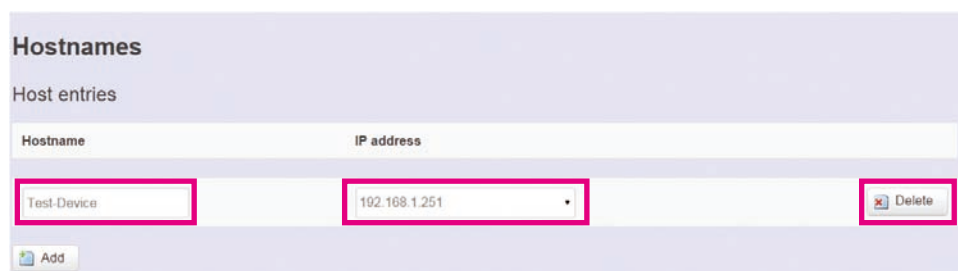 Hostnames
Host entries
Hostname IP address
Test-Device 192.168.1.251 Delete
Add